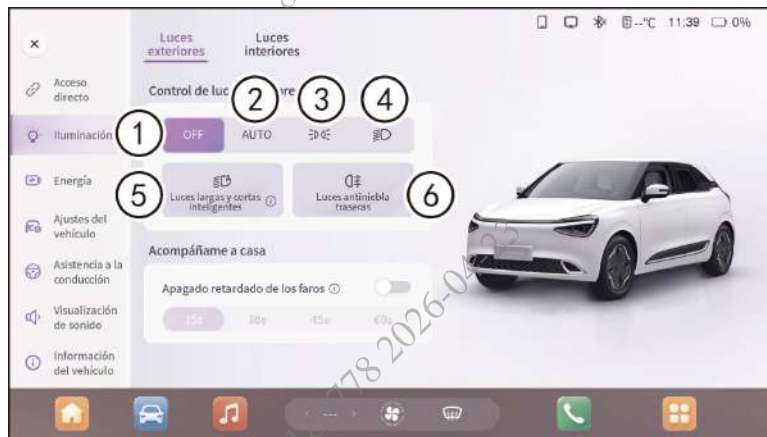 --°C 11:39 0%
Luces
exteriores
Luces
interiores
Acceso
directo
Control de
1
2
3
4
Iluminación
OFF
AUTO
Energía
5
Luces largas y cortas
inteligentes
Luces antiniebla
traseras
6
Ajustes del
vehículo
Acompáñame a casa
Asistencia a la
conducción
Apagado retardado de los faros
Visualización
de sonido
15s
30s
45s
60s
Información
del vehículo
< --- >